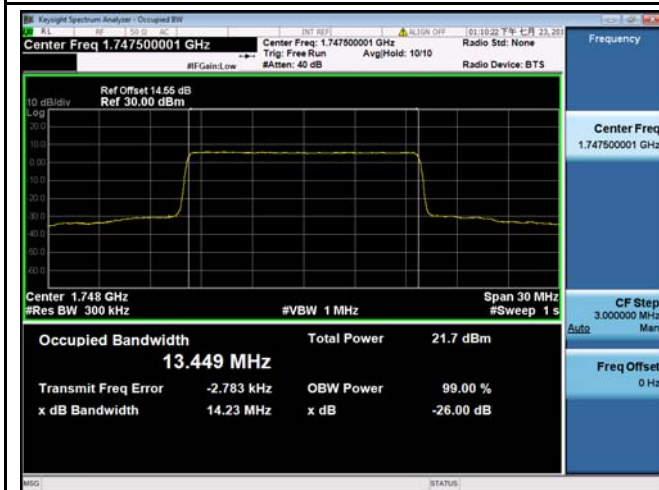 Keysight Spectrum Analyzer - Occupied BW
RL RF 50 Ω AC INT REF ALIGN OFF 01:10:22 下午 七月 23, 201
Center Freq 1.747500001 GHz
Center Freq: 1.747500001 GHz
Radio Std: None
Trig: Free Run Avg|Hold: 10/10
#IFGain:Low #Atten: 40 dB Radio Device: BTS
Ref Offset 14.55 dB
10 dB/div Ref 30.00 dBm
Log
20.0
10.0
0.00
-10.0
-20.0
-30.0
-40.0
-50.0
-60.0
Center 1.748 GHz Span 30 MHz
#Res BW 300 kHz #VBW 1 MHz #Sweep 1 s
Occupied Bandwidth Total Power 21.7 dBm
13.449 MHz
Transmit Freq Error -2.783 kHz OBW Power 99.00 %
x dB Bandwidth 14.23 MHz x dB -26.00 dB
MSG STATUS
Frequency
Center Freq
1.747500001 GHz
CF Step
3.000000 MHz
Auto Man
Freq Offset
0 Hz